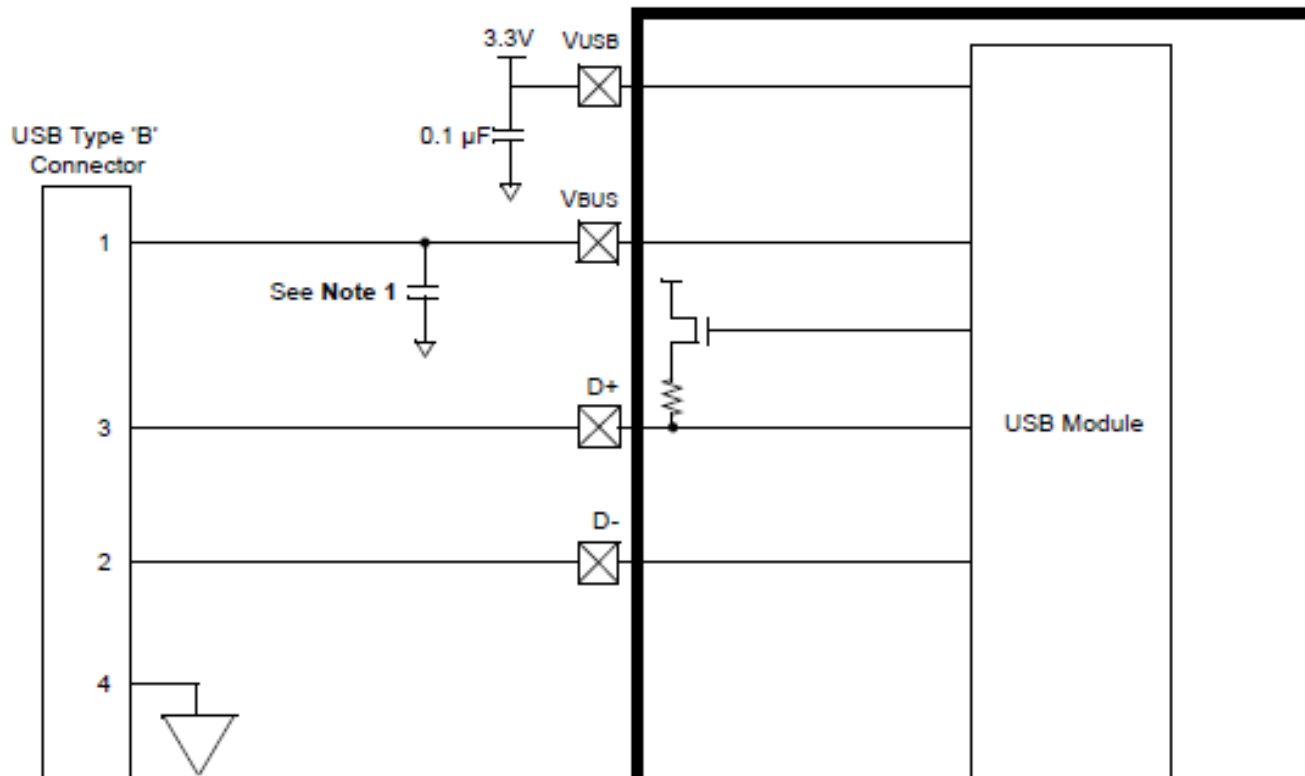 3.3V
VUSB
0.1 µF
USB Type 'B'
Connector
VBUS
1
See Note 1
D+
3
USB Module
D-
2
4